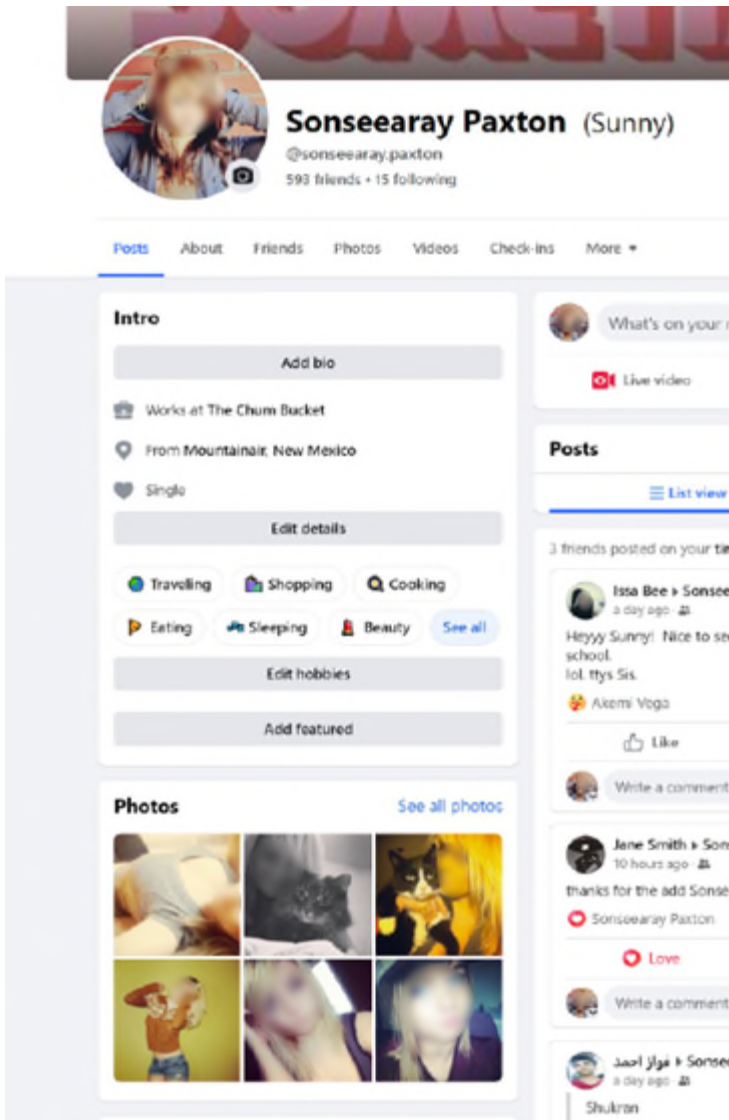 SOMETI
Sonseearay Paxton (Sunny)
@sonseearay.paxton
593 friends • 15 following
Posts About Friends Photos Videos Check-ins More
Intro
Add bio
Works at The Chum Bucket
From Mountainair, New Mexico
Single
Edit details
Traveling Shopping Cooking
Eating Sleeping Beauty See all
Edit hobbies
Add featured
Photos See all photos
What's on your
Live video
Posts
List view
3 friends posted on your
Issa Bee ▸ Sonsee
a day ago ·
Heyyy Sunny! Nice to se
school.
lol. ttys Sis.
Akemi Vega
Like
Write a comment
Jane Smith ▸ Son
10 hours ago ·
thanks for the add Sonse
Sonseearay Paxton
Love
Write a comment
فواز احمد ▸ Sonsee
a day ago ·
Shukran